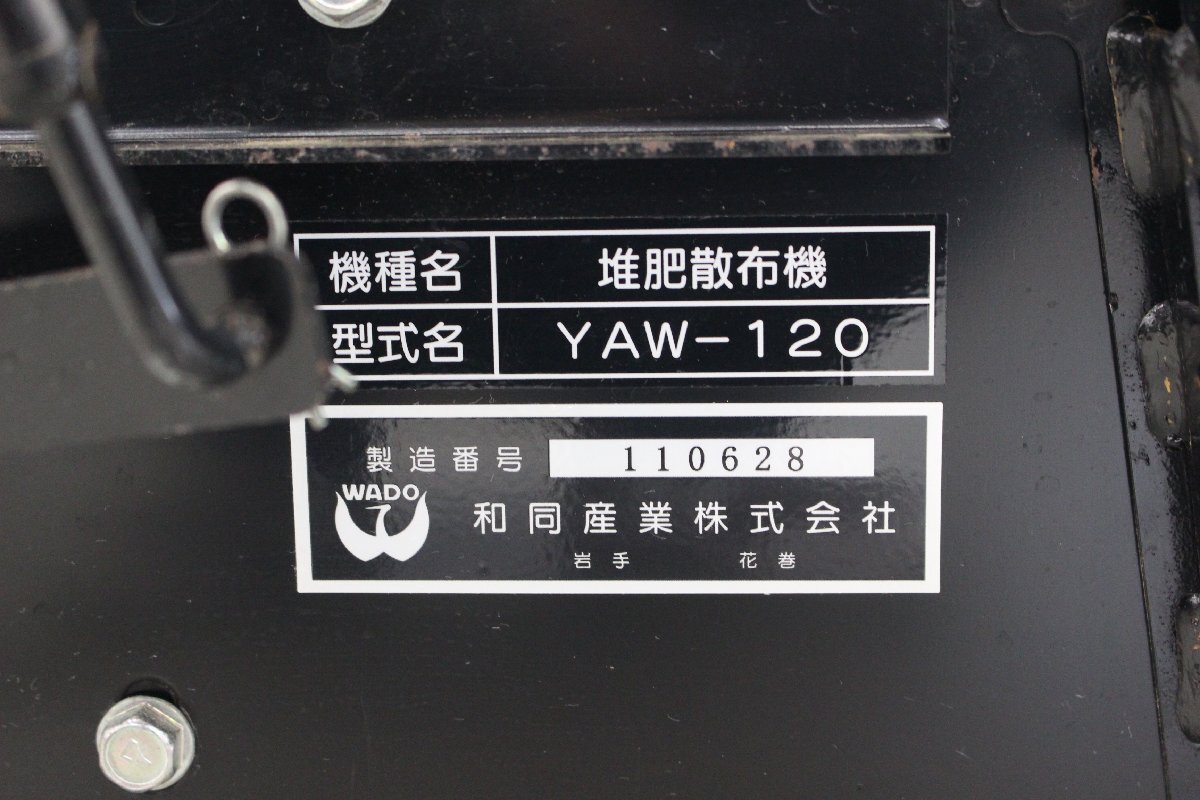 機種名 堆肥散布機
型式名 YAW-120
製造番号 110628
WADO 和同産業株式会社
岩手 花巻